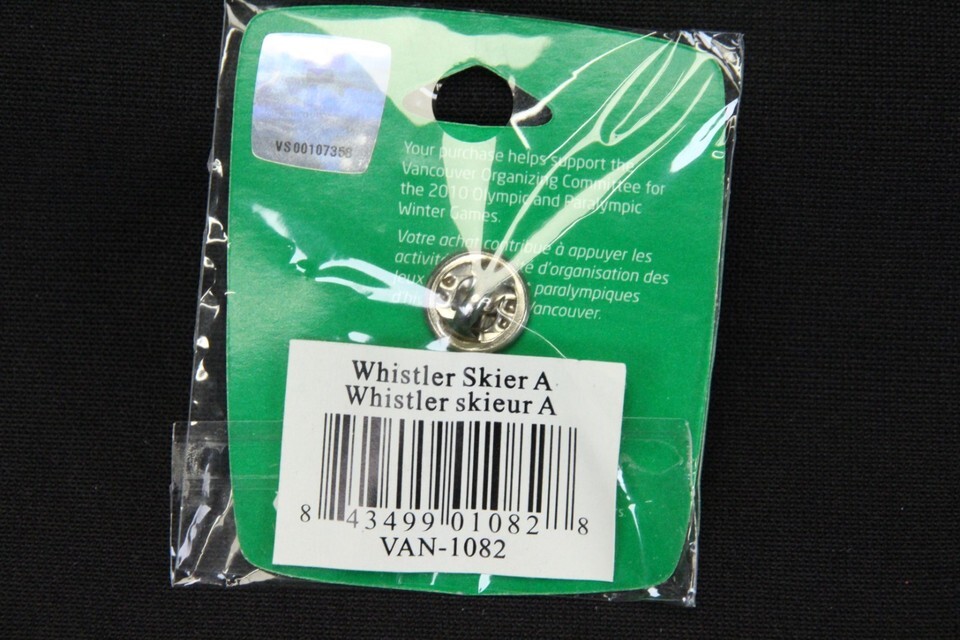 VS00107358
Your purchase helps support the
Vancouver Organizing Committee for
the 2010 Olympic and Paralympic
Winter Games.
Votre achat contribue à appuyer les
d'organisation des
paralympiques
Vancouver.
Whistler Skier A
Whistler skieur A
8 43499 01082 8
VAN-1082